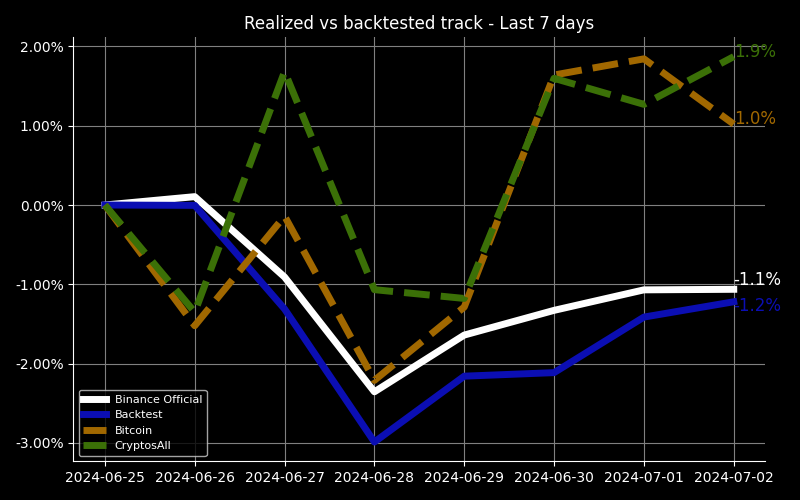 Realized vs backtested track - Last 7 days
2.00%
1.00%
0.00%
-1.00%
-2.00%
-3.00%
1.9%
1.0%
-1.1%
-1.2%
Binance Official
Backtest
Bitcoin
CryptosAll
2024-06-25 2024-06-26 2024-06-27 2024-06-28 2024-06-29 2024-06-30 2024-07-01 2024-07-02